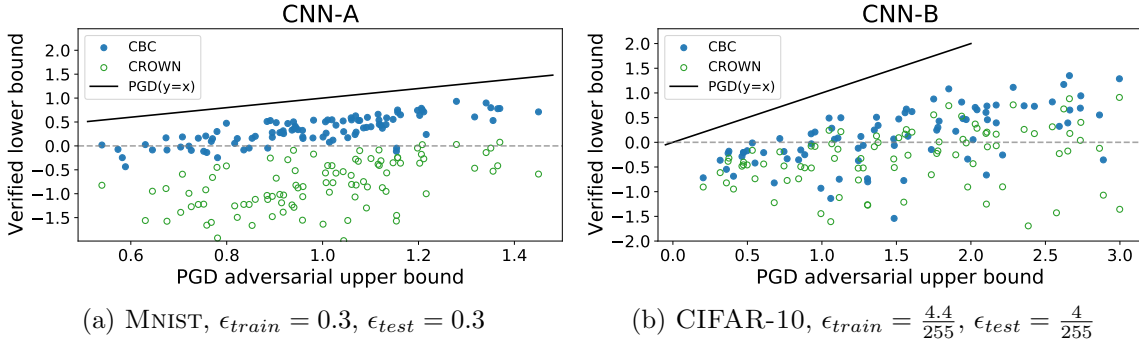 CNN-A
Verified lower bound
2.0
1.5
1.0
0.5
0.0
−0.5
−1.0
−1.5
CBC
CROWN
PGD(y=x)
0.6 0.8 1.0 1.2 1.4
PGD adversarial upper bound
(a) MNIST, ϵ_train = 0.3, ϵ_test = 0.3
CNN-B
Verified lower bound
2.0
1.5
1.0
0.5
0.0
−0.5
−1.0
−1.5
−2.0
CBC
CROWN
PGD(y=x)
0.0 0.5 1.0 1.5 2.0 2.5 3.0
PGD adversarial upper bound
(b) CIFAR-10, ϵ_train = 4.4/255, ϵ_test = 4/255